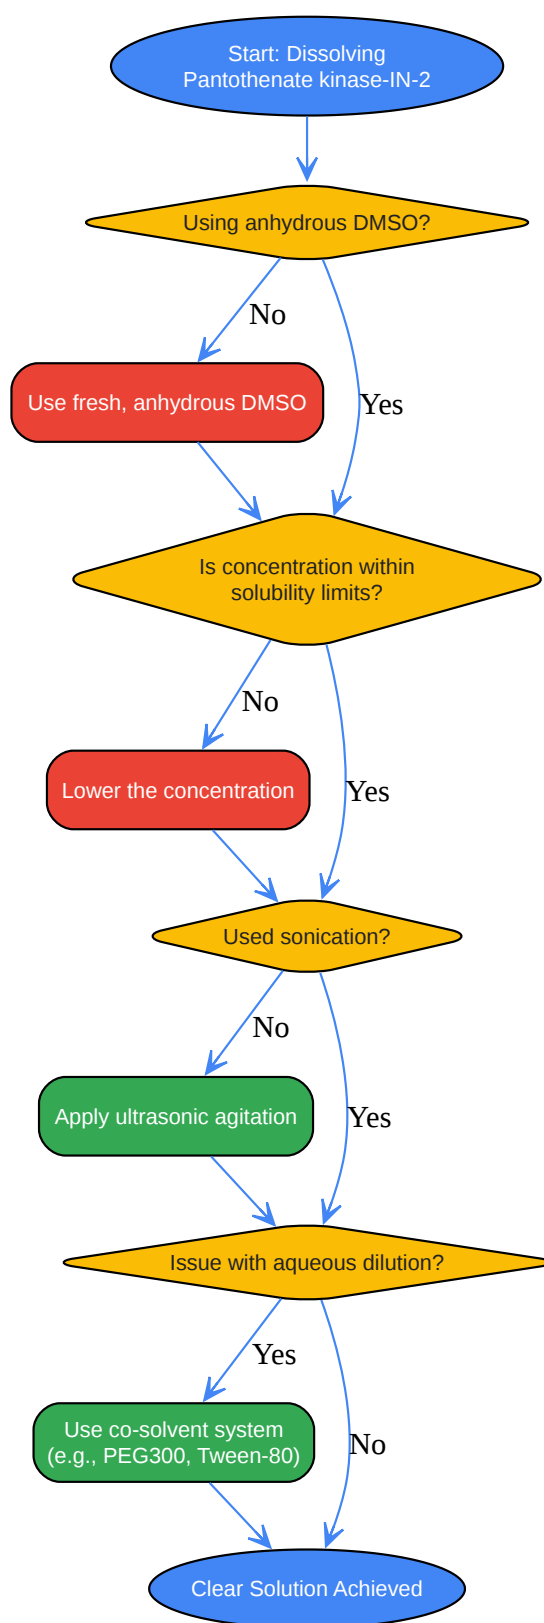 Start: Dissolving
Pantothenate kinase-IN-2
Using anhydrous DMSO?
No
Use fresh, anhydrous DMSO
Yes
Is concentration within
solubility limits?
No
Lower the concentration
Yes
Used sonication?
No
Apply ultrasonic agitation
Yes
Issue with aqueous dilution?
Yes
Use co-solvent system
(e.g., PEG300, Tween-80)
No
Clear Solution Achieved